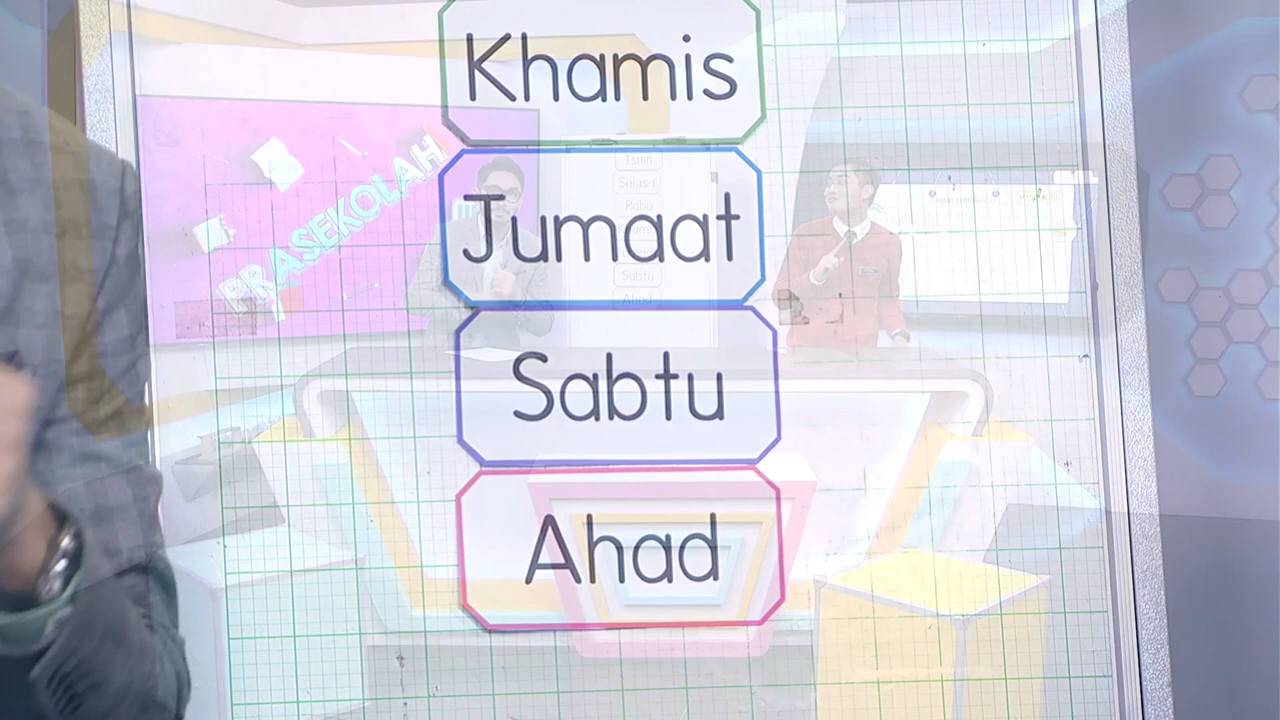 Khamis
Jumaat
Sabtu
Ahad
PRASEKOLAH
Isnin
Selasa
Rabu
Sabtu
Ahad